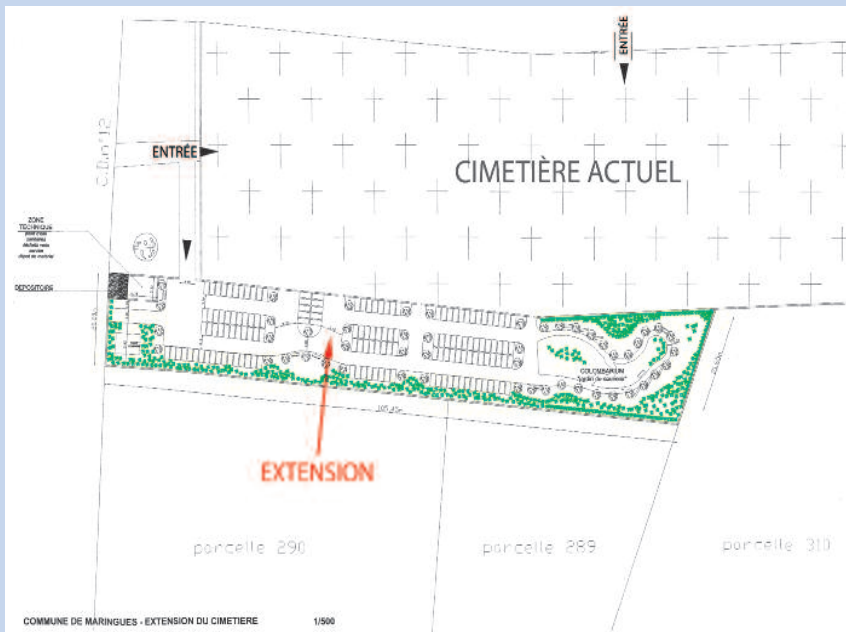 ENTRÉE
C.D.n°12
ENTRÉE
CIMETIÈRE ACTUEL
ZONE
TECHNIQUE
DEPOSITOIRE
COLOMBARIUM
EXTENSION
parcelle 290
parcelle 289
parcelle 310
COMMUNE DE MARINGUES - EXTENSION DU CIMETIERE
1/500